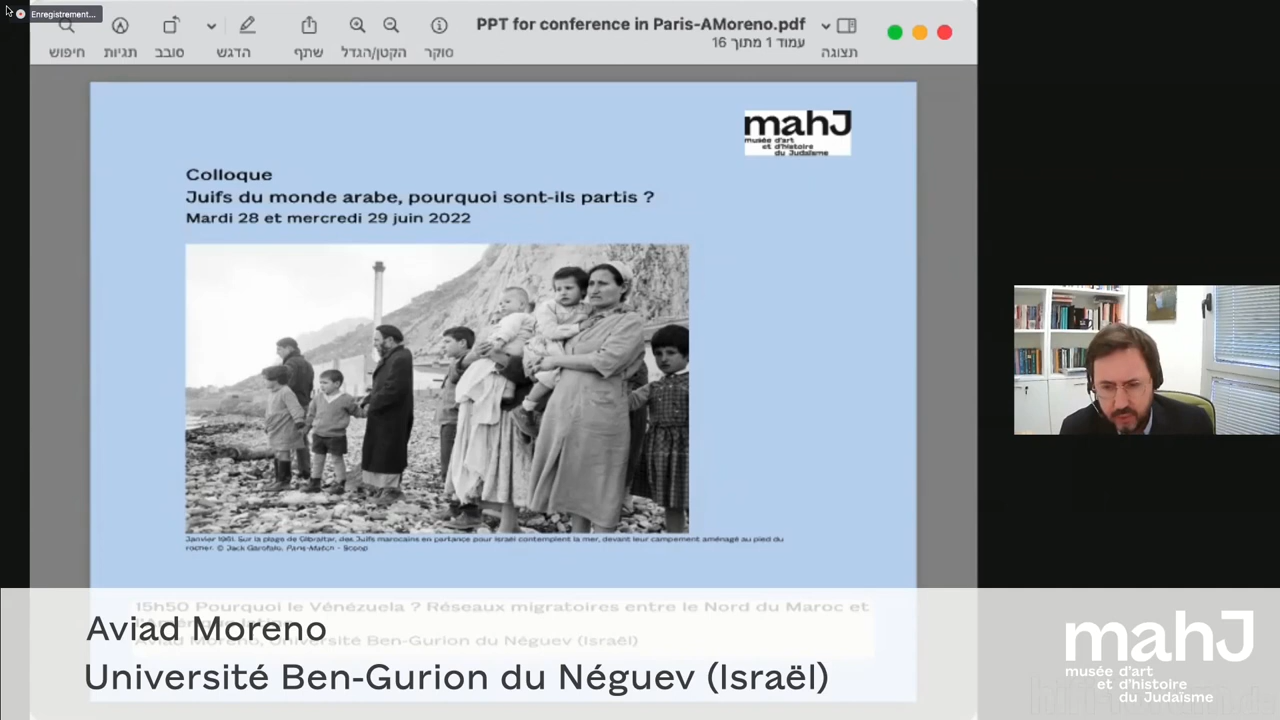 Enregistrement...
PPT for conference in Paris-AMoreno.pdf
עמוד 1 מתוך 16
חיפוש
תגיות
סובב
הדגש
שתף
הקטן/הגדל
סוקר
תצוגה
mahJ
musée d'art
et d'histoire
du Judaïsme
Colloque
Juifs du monde arabe, pourquoi sont-ils partis ?
Mardi 28 et mercredi 29 juin 2022
Janvier 1961. Sur la plage de Gibraltar, des Juifs marocains en partance pour Israël contemplent la mer, devant leur campement aménagé au pied du
rocher. © Jack Garofalo, Paris-Match - Scoop
15h50 Pourquoi le Vénézuela ? Réseaux migratoires entre le Nord du Maroc et
Aviad Moreno, Université Ben-Gurion du Néguev (Israël)
Aviad Moreno
Université Ben-Gurion du Néguev (Israël)
mahJ
musée d'art
et d'histoire
du Judaïsme